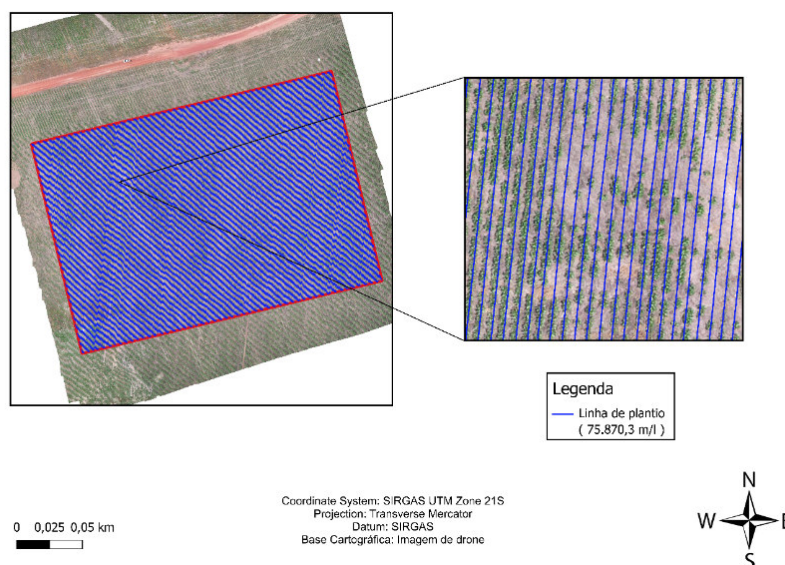 Legenda
Linha de plantio
( 75.870,3 m/l )
N
W E
S
0 0,025 0,05 km
Coordinate System: SIRGAS UTM Zone 21S
Projection: Transverse Mercator
Datum: SIRGAS
Base Cartográfica: Imagem de drone